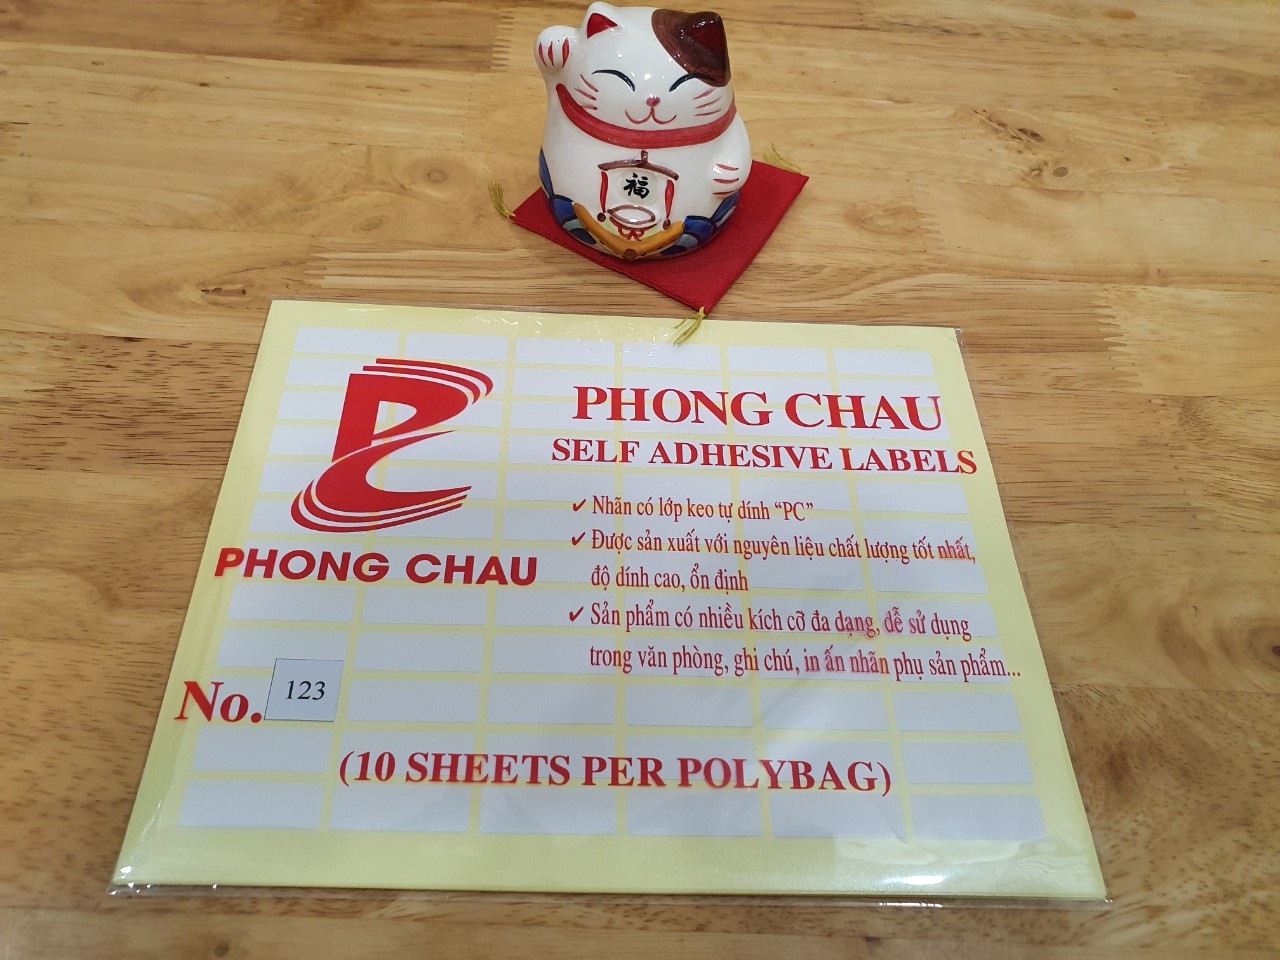 福
PHONG CHAU
PHONG CHAU
SELF ADHESIVE LABELS
✓ Nhãn có lớp keo tự dính “PC”
✓ Được sản xuất với nguyên liệu chất lượng tốt nhất,
độ dính cao, ổn định
✓ Sản phẩm có nhiều kích cỡ đa dạng, dễ sử dụng
trong văn phòng, ghi chú, in ấn nhãn phụ sản phẩm...
No. 123
(10 SHEETS PER POLYBAG)